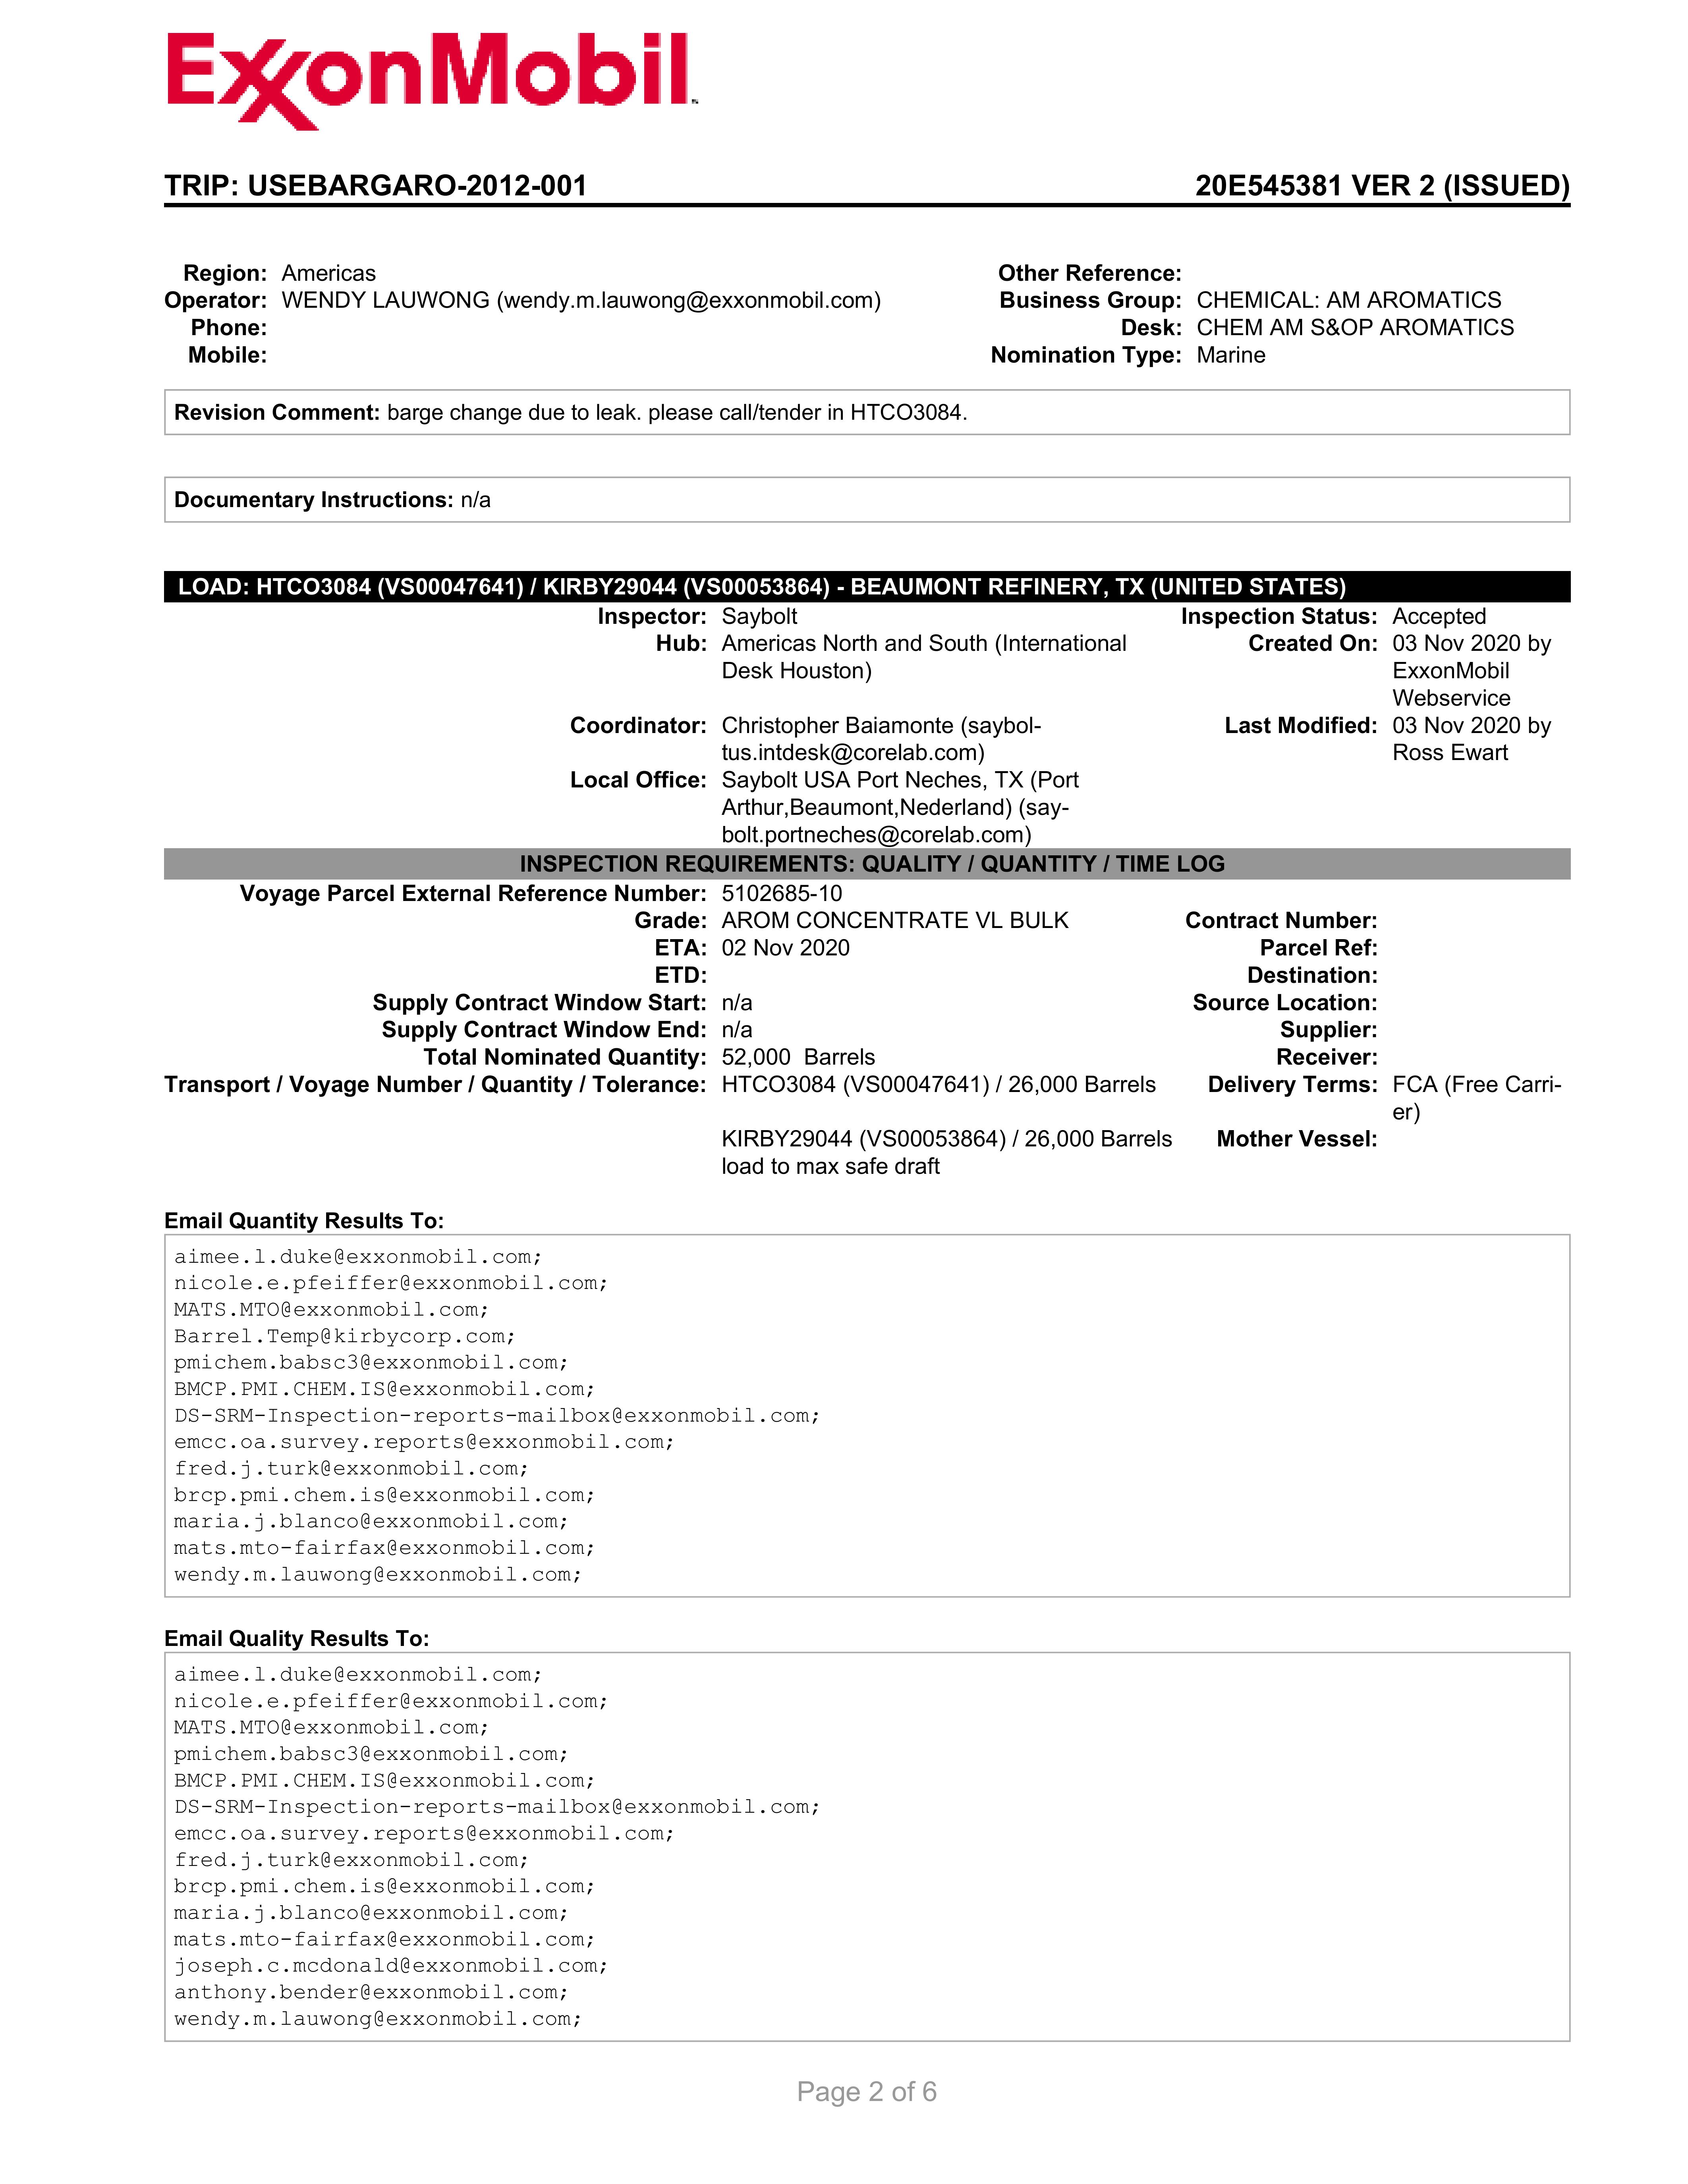 ExxonMobil
TRIP: USEBARGARO-2012-001 20E545381 VER 2 (ISSUED)
Region: Americas Other Reference:
Operator: WENDY LAUWONG (wendy.m.lauwong@exxonmobil.com) Business Group: CHEMICAL: AM AROMATICS
Phone: Desk: CHEM AM S&OP AROMATICS
Mobile: Nomination Type: Marine
Revision Comment: barge change due to leak. please call/tender in HTCO3084.
Documentary Instructions: n/a
LOAD: HTCO3084 (VS00047641) / KIRBY29044 (VS00053864) - BEAUMONT REFINERY, TX (UNITED STATES)
Inspector: Saybolt Inspection Status: Accepted
Hub: Americas North and South (International Created On: 03 Nov 2020 by
Desk Houston) ExxonMobil
Webservice
Coordinator: Christopher Baiamonte (saybol- Last Modified: 03 Nov 2020 by
tus.intdesk@corelab.com) Ross Ewart
Local Office: Saybolt USA Port Neches, TX (Port
Arthur,Beaumont,Nederland) (say-
bolt.portneches@corelab.com)
INSPECTION REQUIREMENTS: QUALITY / QUANTITY / TIME LOG
Voyage Parcel External Reference Number: 5102685-10
Grade: AROM CONCENTRATE VL BULK Contract Number:
ETA: 02 Nov 2020 Parcel Ref:
ETD: Destination:
Supply Contract Window Start: n/a Source Location:
Supply Contract Window End: n/a Supplier:
Total Nominated Quantity: 52,000 Barrels Receiver:
Transport / Voyage Number / Quantity / Tolerance: HTCO3084 (VS00047641) / 26,000 Barrels Delivery Terms: FCA (Free Carri-
er)
KIRBY29044 (VS00053864) / 26,000 Barrels Mother Vessel:
load to max safe draft
Email Quantity Results To:
aimee.l.duke@exxonmobil.com;
nicole.e.pfeiffer@exxonmobil.com;
MATS.MTO@exxonmobil.com;
Barrel.Temp@kirbycorp.com;
pmichem.babsc3@exxonmobil.com;
BMCP.PMI.CHEM.IS@exxonmobil.com;
DS-SRM-Inspection-reports-mailbox@exxonmobil.com;
emcc.oa.survey.reports@exxonmobil.com;
fred.j.turk@exxonmobil.com;
brcp.pmi.chem.is@exxonmobil.com;
maria.j.blanco@exxonmobil.com;
mats.mto-fairfax@exxonmobil.com;
wendy.m.lauwong@exxonmobil.com;
Email Quality Results To:
aimee.l.duke@exxonmobil.com;
nicole.e.pfeiffer@exxonmobil.com;
MATS.MTO@exxonmobil.com;
pmichem.babsc3@exxonmobil.com;
BMCP.PMI.CHEM.IS@exxonmobil.com;
DS-SRM-Inspection-reports-mailbox@exxonmobil.com;
emcc.oa.survey.reports@exxonmobil.com;
fred.j.turk@exxonmobil.com;
brcp.pmi.chem.is@exxonmobil.com;
maria.j.blanco@exxonmobil.com;
mats.mto-fairfax@exxonmobil.com;
joseph.c.mcdonald@exxonmobil.com;
anthony.bender@exxonmobil.com;
wendy.m.lauwong@exxonmobil.com;
Page 2 of 6